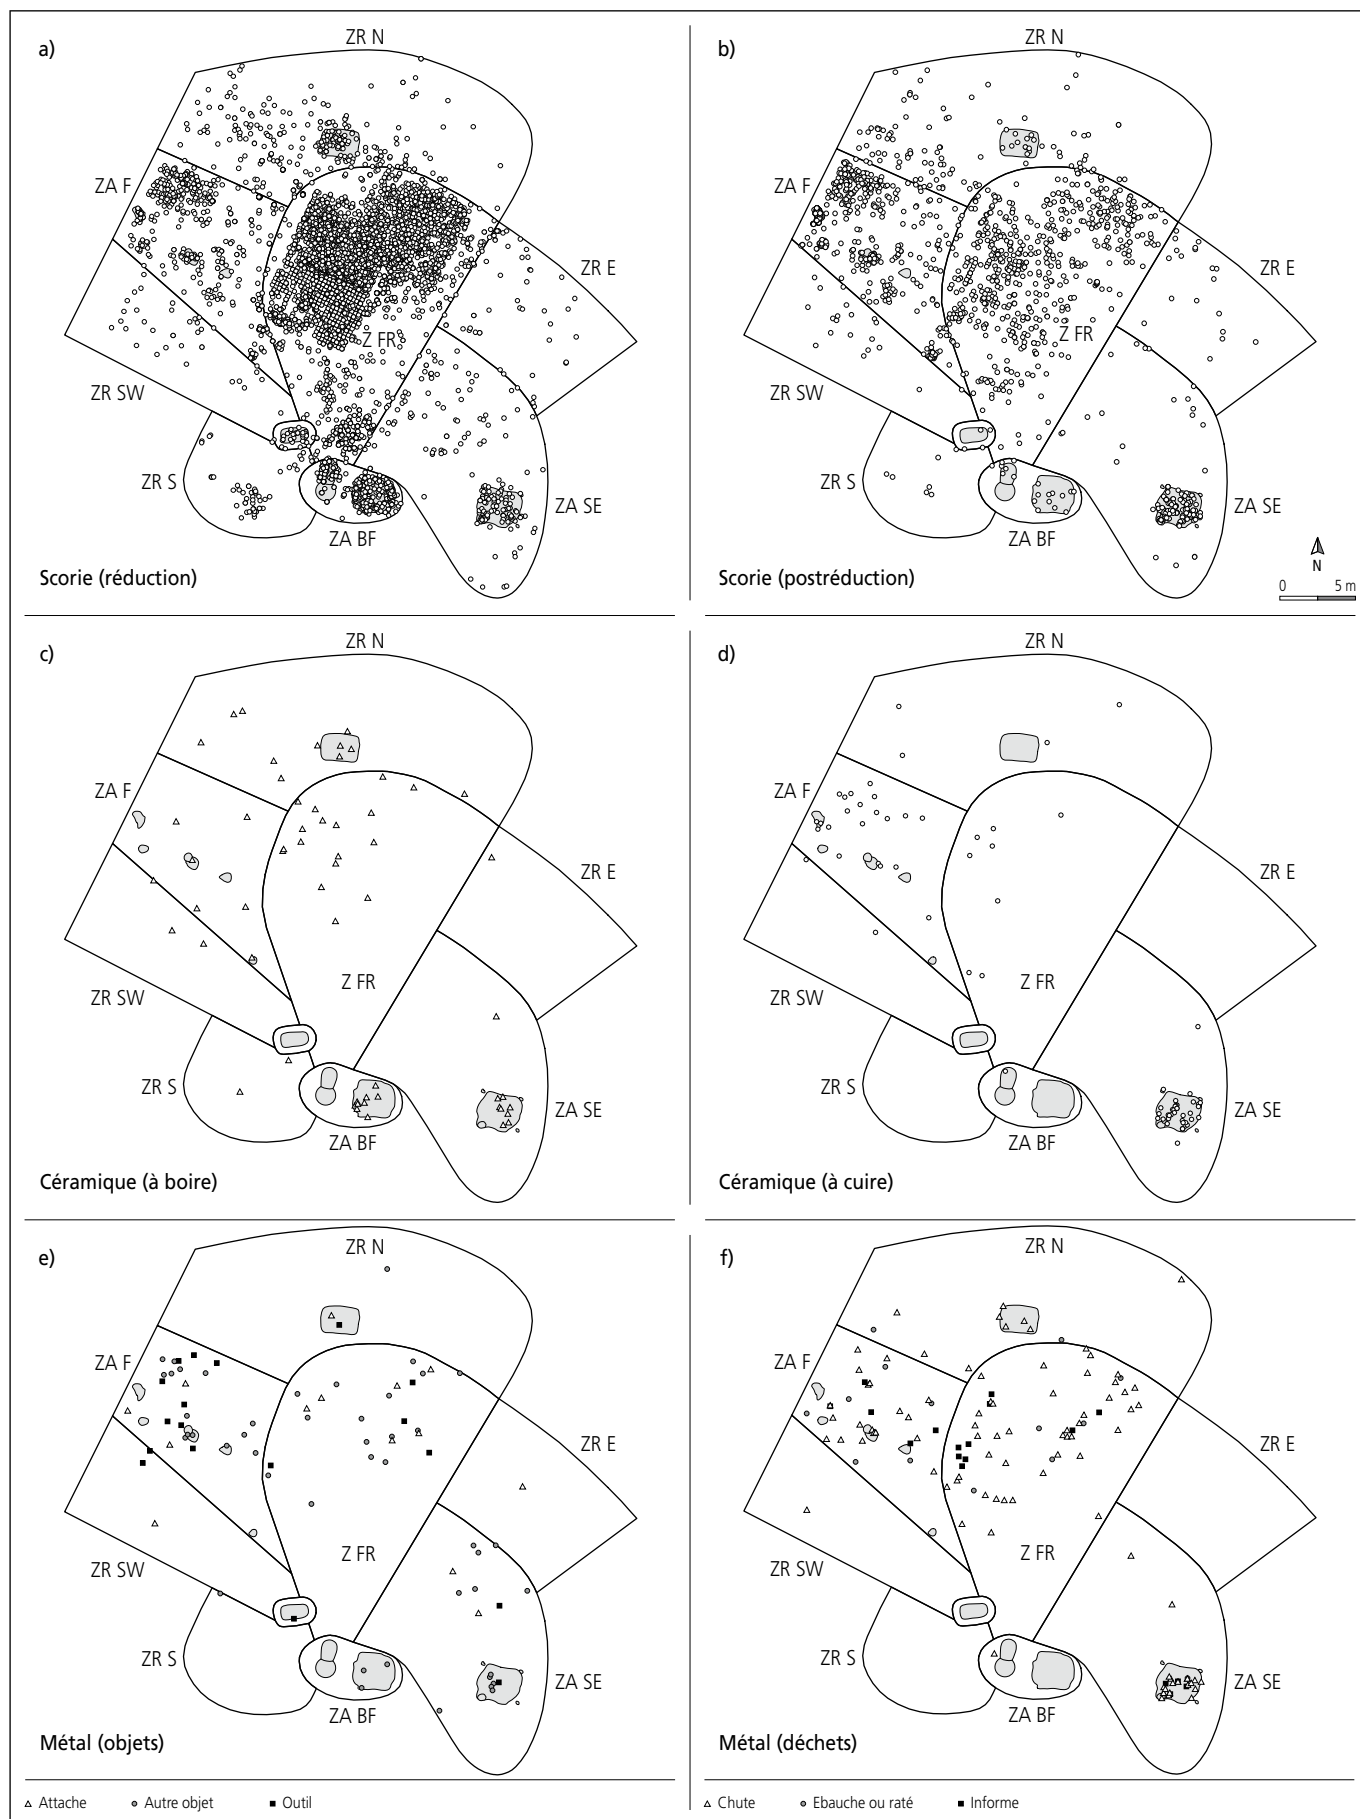 a)
ZR N
ZA F
ZR E
Z FR
ZR SW
ZR S
ZA SE
ZA BF
Scorie (réduction)
b)
ZR N
ZA F
ZR E
Z FR
ZR SW
ZR S
ZA SE
ZA BF
N
0 5 m
Scorie (postréduction)
c)
ZR N
ZA F
ZR E
Z FR
ZR SW
ZR S
ZA SE
ZA BF
Céramique (à boire)
d)
ZR N
ZA F
ZR E
Z FR
ZR SW
ZR S
ZA SE
ZA BF
Céramique (à cuire)
e)
ZR N
ZA F
ZR E
Z FR
ZR SW
ZR S
ZA SE
ZA BF
Métal (objets)
Attache Autre objet Outil
f)
ZR N
ZA F
ZR E
Z FR
ZR SW
ZR S
ZA SE
ZA BF
Métal (déchets)
Chute Ebauche ou raté Informe